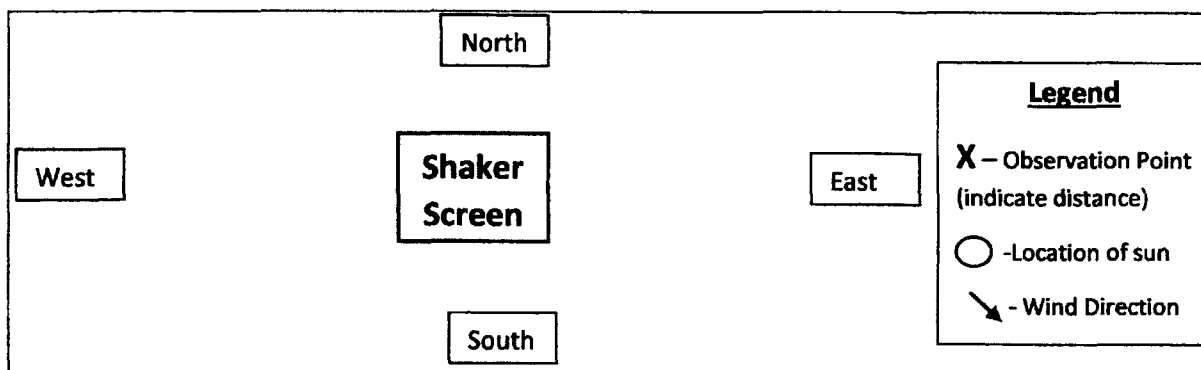 North
Legend
West
Shaker
Screen
East
X – Observation Point
(indicate distance)
-Location of sun
- Wind Direction
South